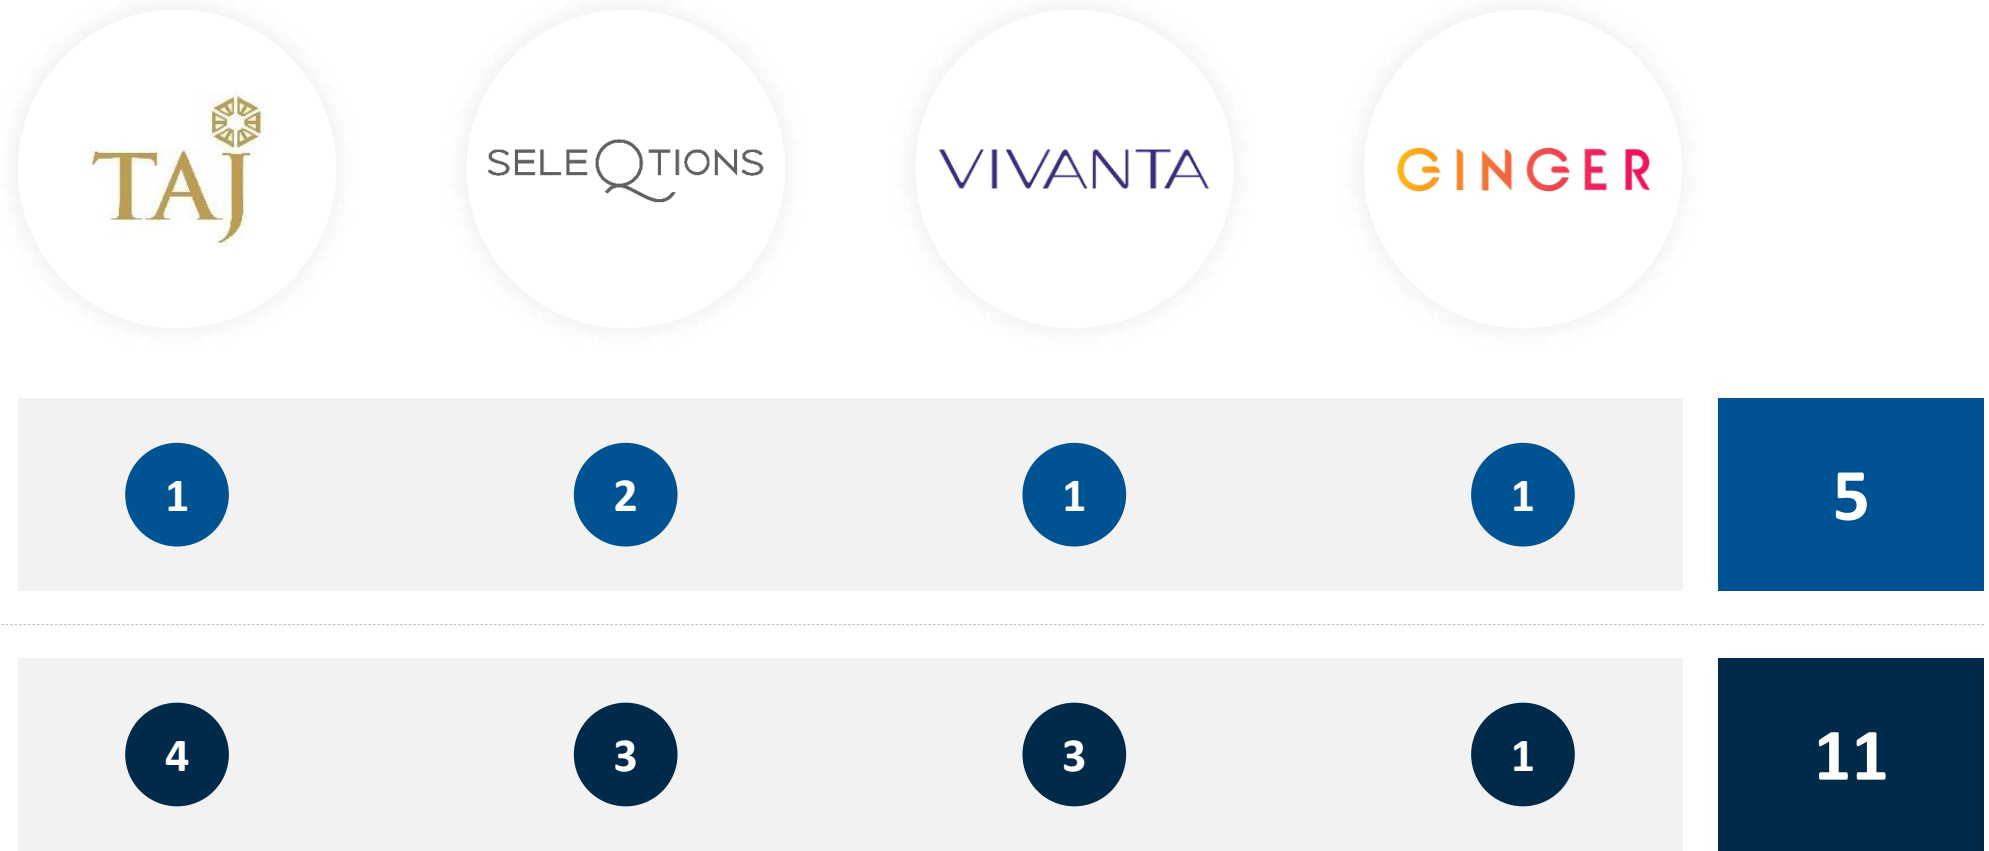 TAJ
SELEQTIONS
VIVANTA
GINGER
1 2 1 1 5
4 3 3 1 11